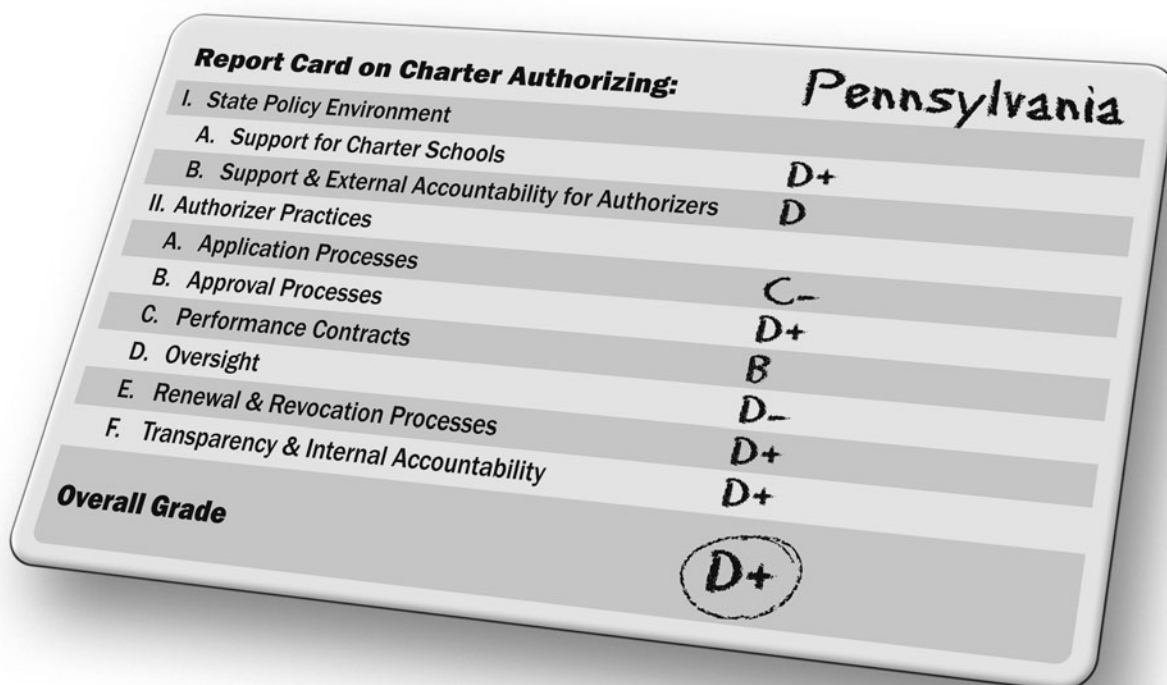 Report Card on Charter Authorizing: Pennsylvania
I. State Policy Environment
A. Support for Charter Schools D+
B. Support & External Accountability for Authorizers D
II. Authorizer Practices
A. Application Processes C-
B. Approval Processes D+
C. Performance Contracts B
D. Oversight D-
E. Renewal & Revocation Processes D+
F. Transparency & Internal Accountability D+
Overall Grade D+